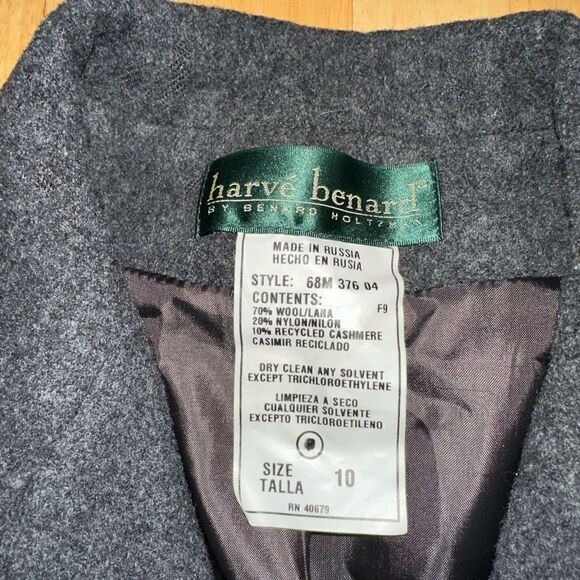 harvé benard®
BY BENARD HOLTZMAN
MADE IN RUSSIA
HECHO EN RUSIA
STYLE: 68M 376 04
CONTENTS: F9
70% WOOL/LANA
20% NYLON/NILON
10% RECYCLED CASHMERE
CASIMIR RECICLADO
DRY CLEAN ANY SOLVENT
EXCEPT TRICHLOROETHYLENE
LIMPIEZA A SECO
CUALQUIER SOLVENTE
EXCEPTO TRICLOROETILENO
P
SIZE
TALLA 10
RN 40679